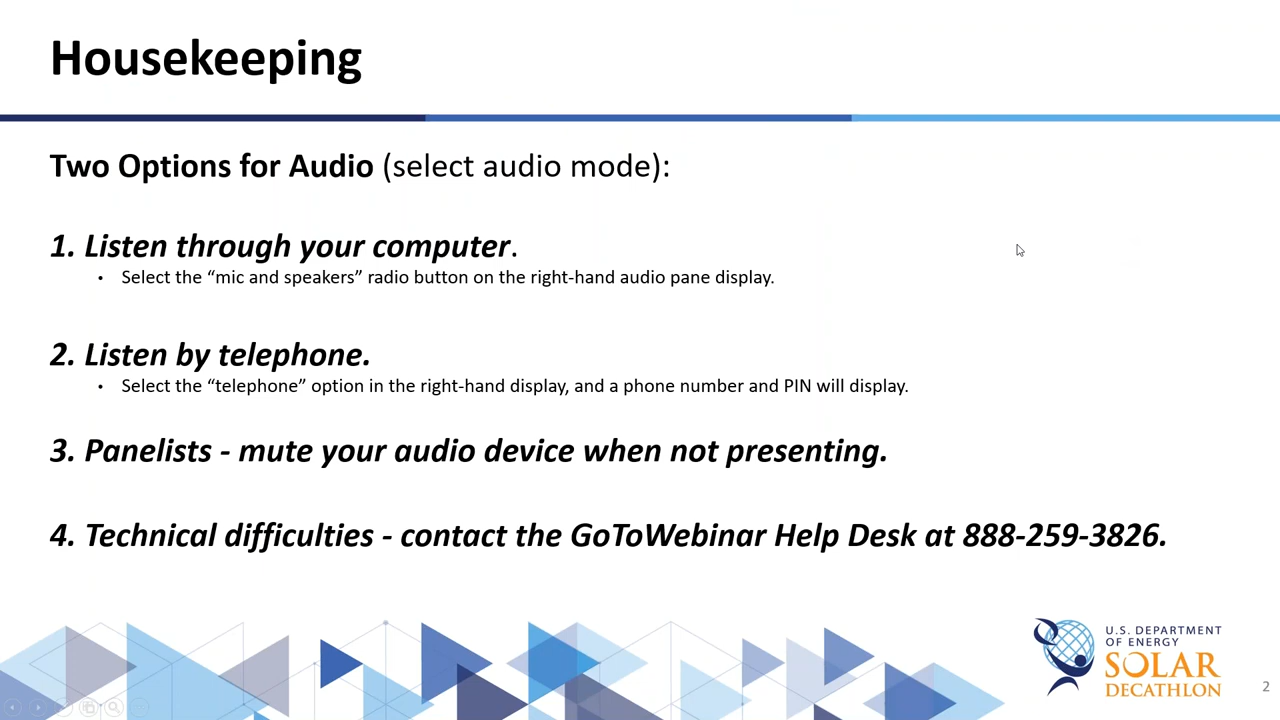 Housekeeping
Two Options for Audio (select audio mode):
1. Listen through your computer.
• Select the “mic and speakers” radio button on the right-hand audio pane display.
2. Listen by telephone.
• Select the “telephone” option in the right-hand display, and a phone number and PIN will display.
3. Panelists - mute your audio device when not presenting.
4. Technical difficulties - contact the GoToWebinar Help Desk at 888-259-3826.
U.S. DEPARTMENT
OF ENERGY
SOLAR
DECATHLON
2